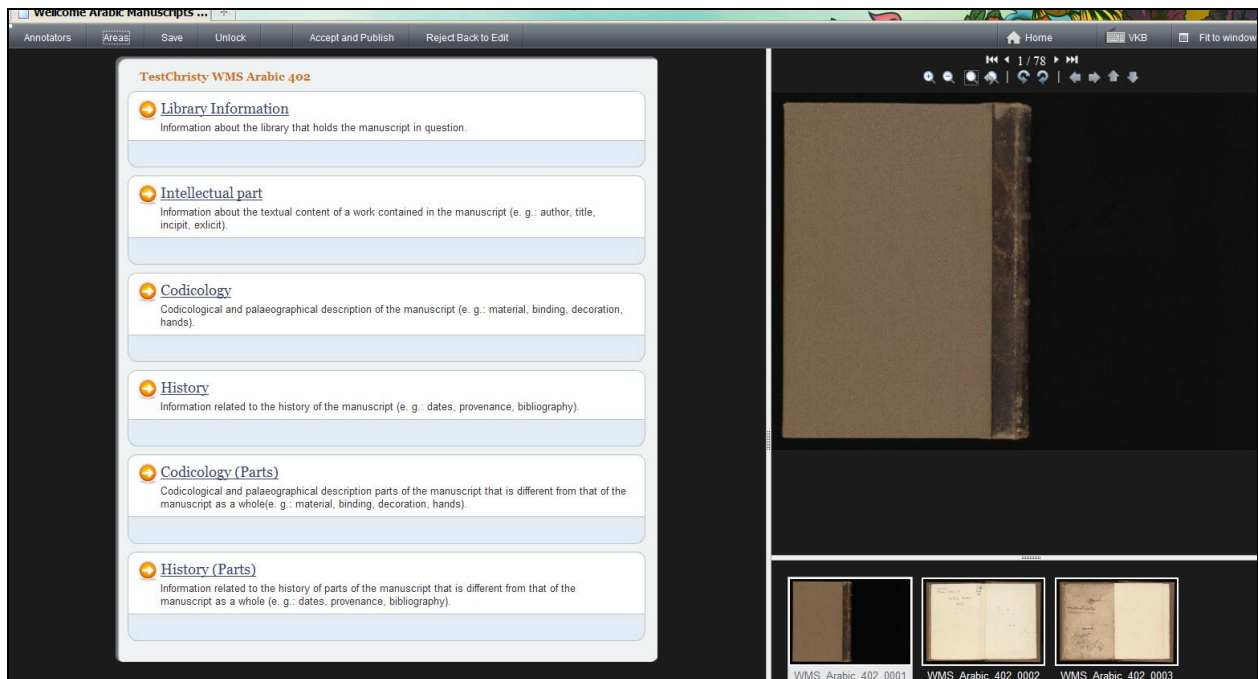 Wellcome Arabic Manuscripts ...
Annotators Areas Save Unlock Accept and Publish Reject Back to Edit Home VKB Fit to window
TestChristy WMS Arabic 402
Library Information
Information about the library that holds the manuscript in question.
Intellectual part
Information about the textual content of a work contained in the manuscript (e. g.: author, title,
incipit, exlicit).
Codicology
Codicological and palaeographical description of the manuscript (e. g.: material, binding, decoration,
hands).
History
Information related to the history of the manuscript (e. g.: dates, provenance, bibliography).
Codicology (Parts)
Codicological and palaeographical description parts of the manuscript that is different from that of the
manuscript as a whole(e. g.: material, binding, decoration, hands).
History (Parts)
Information related to the history of parts of the manuscript that is different from that of the
manuscript as a whole (e. g.: dates, provenance, bibliography).
1 / 78
WMS_Arabic_402_0001 WMS_Arabic_402_0002 WMS_Arabic_402_0003